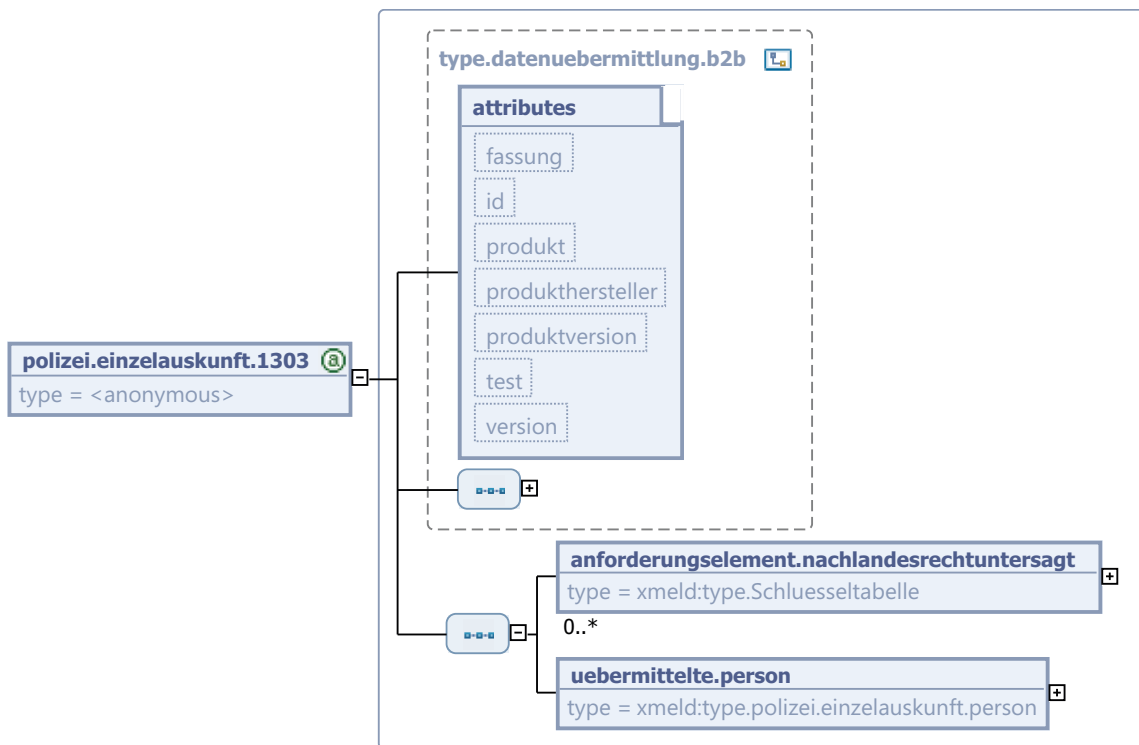 type.datenuebermittlung.b2b
attributes
fassung
id
produkt
produkthersteller
produktversion
test
version
polizei.einzelauskunft.1303 @
type = <anonymous>
anforderungselement.nachlandesrechtuntersagt
type = xmeld:type.Schluesseltabelle
0..*
uebermittelte.person
type = xmeld:type.polizei.einzelauskunft.person